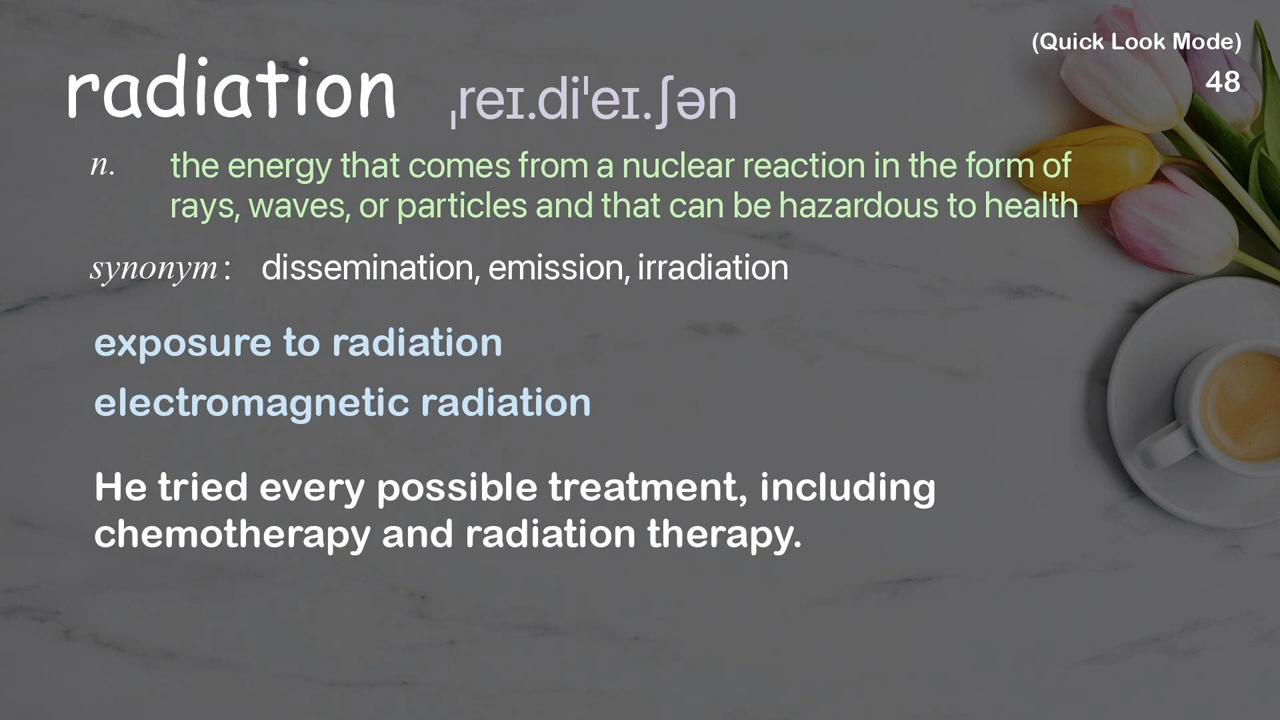 (Quick Look Mode)
48
radiation ˌreɪ.diˈeɪ.ʃən
n. the energy that comes from a nuclear reaction in the form of
rays, waves, or particles and that can be hazardous to health
synonym: dissemination, emission, irradiation
exposure to radiation
electromagnetic radiation
He tried every possible treatment, including
chemotherapy and radiation therapy.